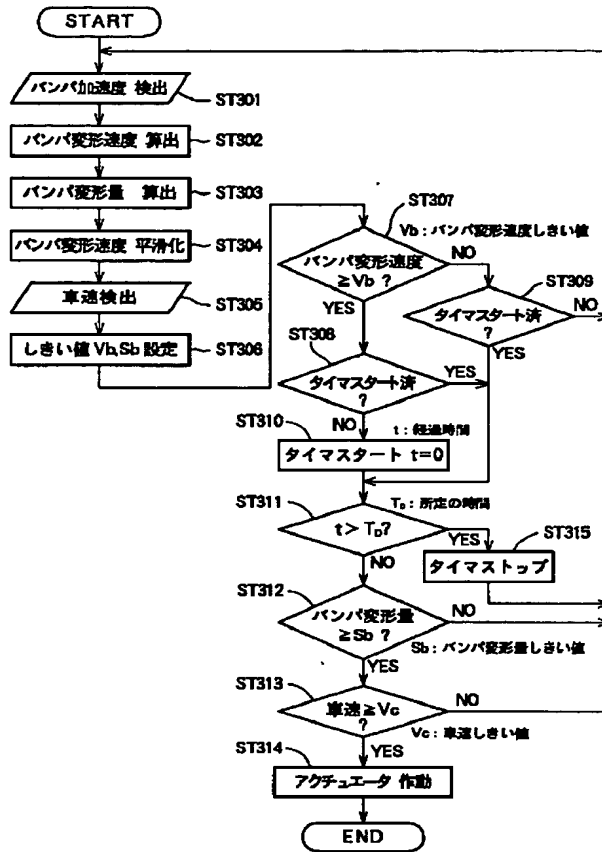 START
バンパ加速度 検出
ST301
バンパ変形速度 算出
ST302
バンパ変形量 算出
ST303
バンパ変形速度 平滑化
ST304
車速検出
ST305
しきい値 Vb,Sb 設定
ST306
ST307
Vb：バンパ変形速度しきい値
バンパ変形速度
≧Vb ?
NO
YES
ST309
タイマスタート済
?
NO
YES
ST308
タイマスタート済
?
YES
NO
ST310
t：経過時間
タイマスタート t=0
ST311
TD：所定の時間
t＞TD?
YES
NO
ST315
タイマストップ
ST312
バンパ変形量
≧Sb ?
NO
YES
Sb：バンパ変形量しきい値
ST313
車速≧Vc
?
NO
YES
Vc：車速しきい値
ST314
アクチュエータ 作動
END